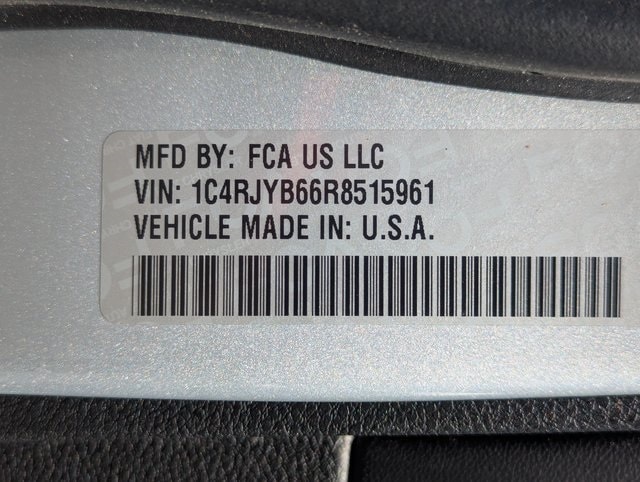 MFD BY: FCA US LLC
VIN: 1C4RJYB66R8515961
VEHICLE MADE IN: U.S.A.